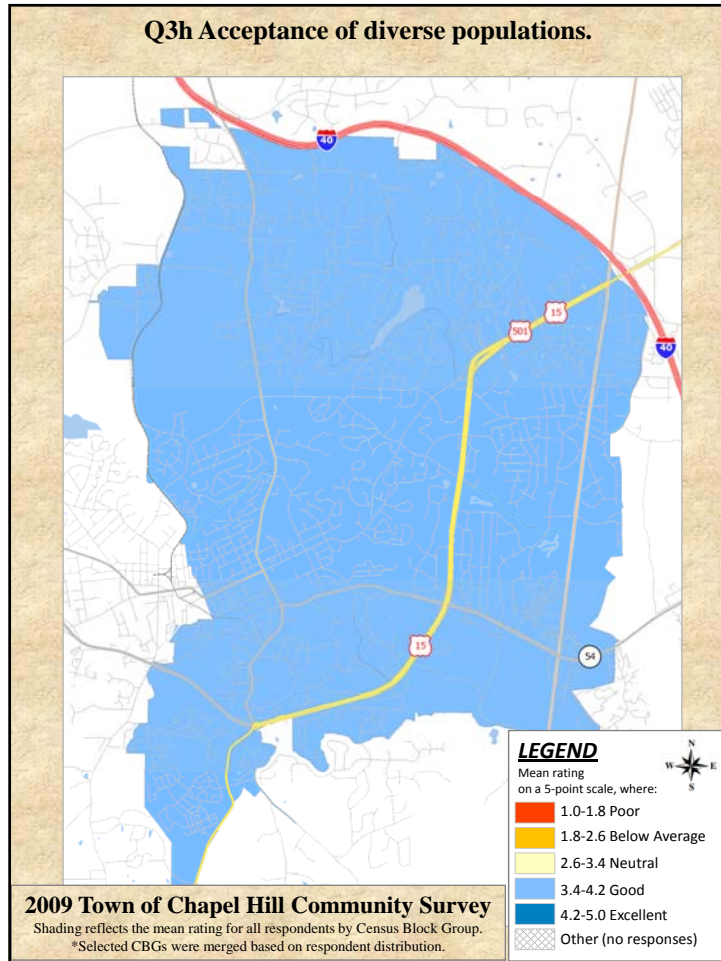 Q3h Acceptance of diverse populations.
40
15
501
40
15
54
LEGEND
Mean rating
on a 5-point scale, where:
N
W E
S
1.0-1.8 Poor
1.8-2.6 Below Average
2.6-3.4 Neutral
3.4-4.2 Good
4.2-5.0 Excellent
Other (no responses)
2009 Town of Chapel Hill Community Survey
Shading reflects the mean rating for all respondents by Census Block Group.
*Selected CBGs were merged based on respondent distribution.